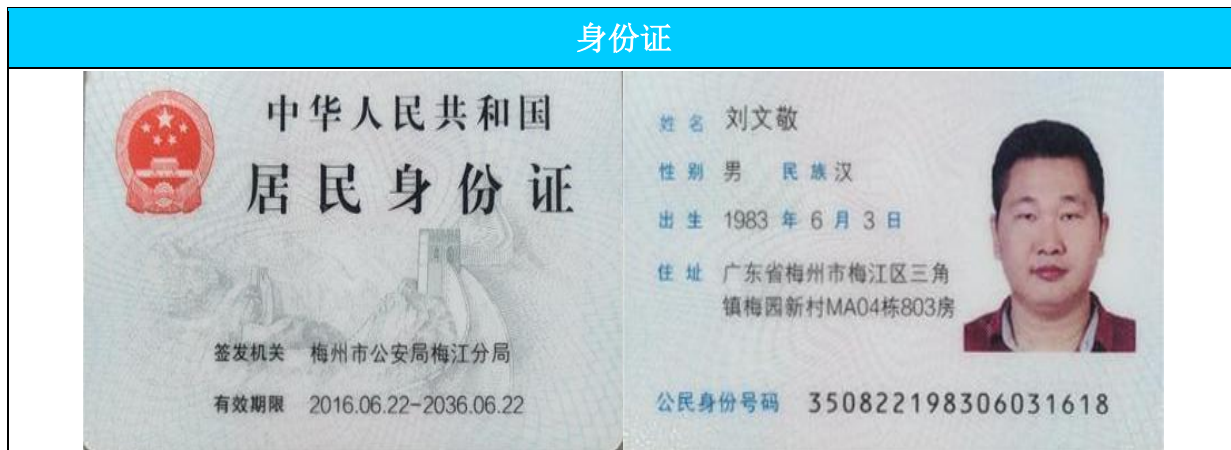 身份证
中华人民共和国
居民身份证
签发机关 梅州市公安局梅江分局
有效期限 2016.06.22-2036.06.22
姓名 刘文敬
性别 男 民族 汉
出生 1983 年 6 月 3 日
住址 广东省梅州市梅江区三角
镇梅园新村MA04栋803房
公民身份号码 350822198306031618